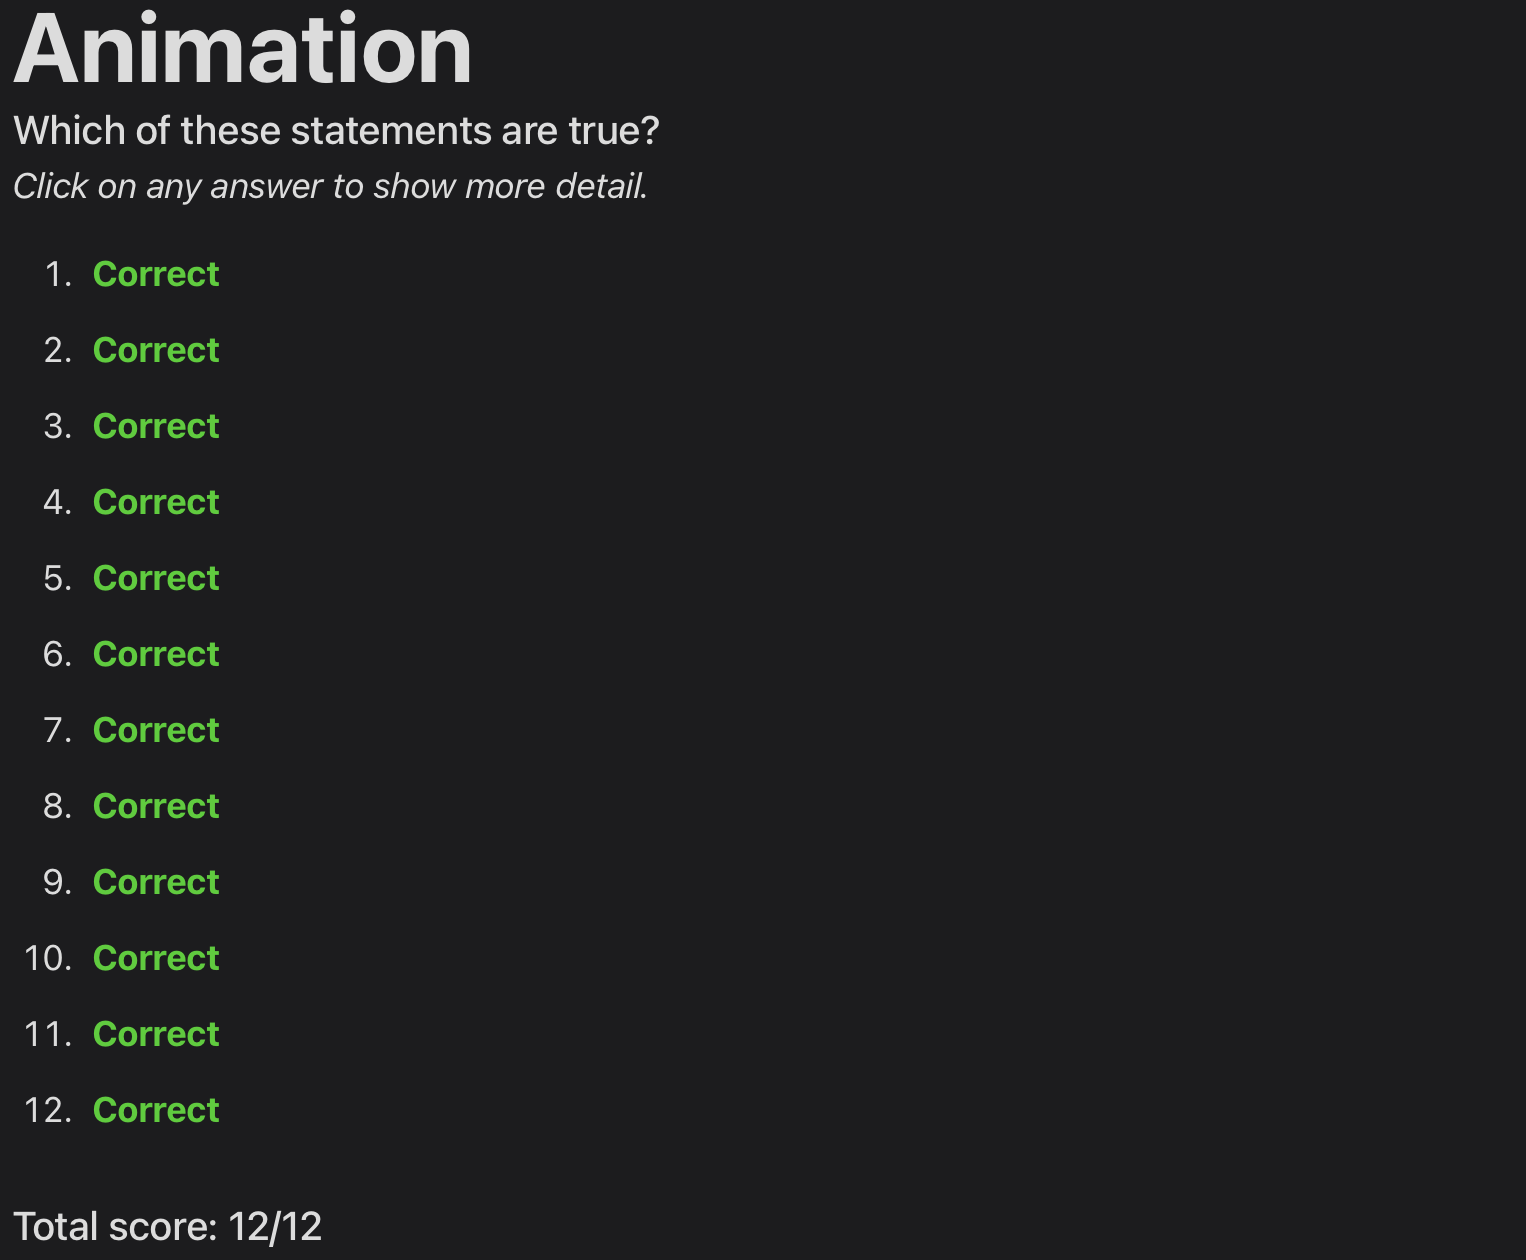 Animation
Which of these statements are true?
Click on any answer to show more detail.
1. Correct
2. Correct
3. Correct
4. Correct
5. Correct
6. Correct
7. Correct
8. Correct
9. Correct
10. Correct
11. Correct
12. Correct
Total score: 12/12